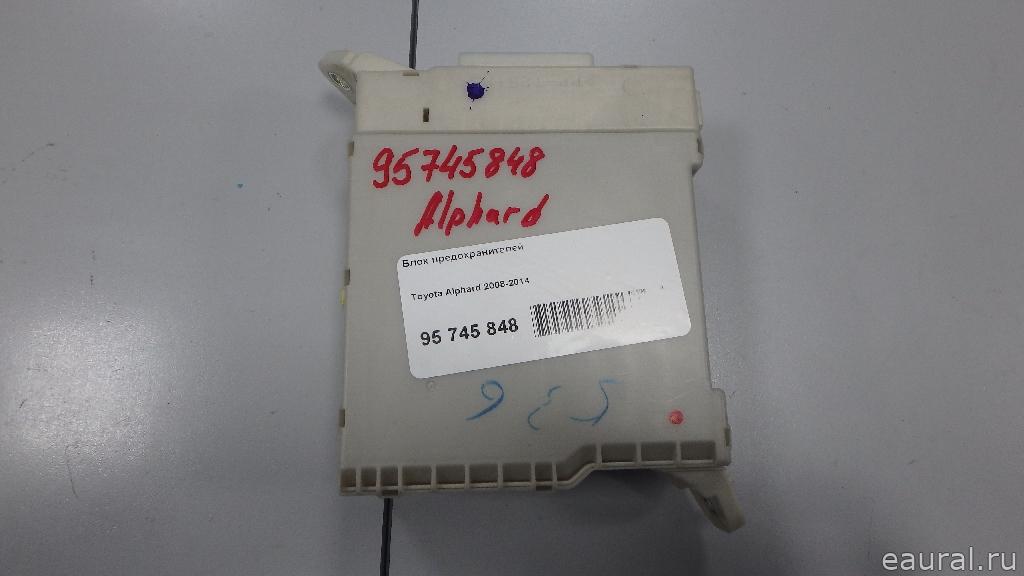 95745848
Alphard
Блок предохранителей
Toyota Alphard 2008-2014
95 745 848
eaural.ru